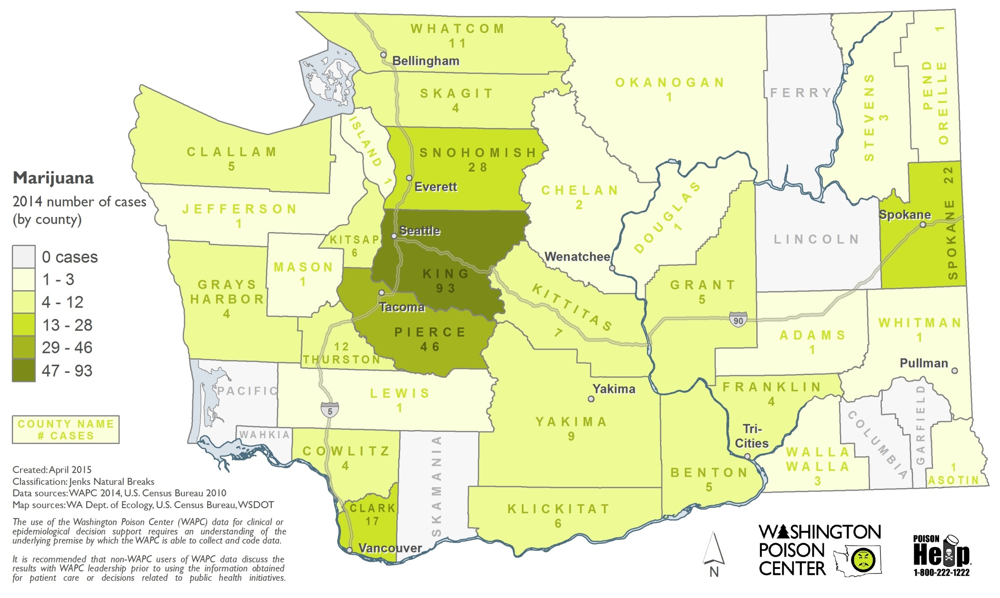 WHATCOM
11
Bellingham
OKANOGAN
1
FERRY
STEVENS
3
PEND
OREILLE
1
SKAGIT
4
ISLAND
1
CLALLAM
5
SNOHOMISH
28
Everett
CHELAN
2
DOUGLAS
1
SPOKANE 22
Spokane
Marijuana
2014 number of cases
(by county)
JEFFERSON
1
Seattle
KITSAP
6
LINCOLN
Wenatchee
0 cases
1 - 3
4 - 12
13 - 28
29 - 46
47 - 93
MASON
1
KING
93
GRAYS
HARBOR
4
Tacoma
KITTITAS
7
GRANT
5
90
PIERCE
46
12
THURSTON
ADAMS
1
WHITMAN
1
Pullman
PACIFIC
LEWIS
1
5
Yakima
YAKIMA
9
FRANKLIN
4
COLUMBIA
GARFIELD
COUNTY NAME
# CASES
WAHKIA
COWLITZ
4
SKAMANIA
Tri-
Cities
BENTON
5
WALLA
WALLA
3
1
ASOTIN
CLARK
17
Vancouver
KLICKITAT
6
Created: April 2015
Classification: Jenks Natural Breaks
Data sources: WAPC 2014, U.S. Census Bureau 2010
Map sources: WA Dept. of Ecology, U.S. Census Bureau, WSDOT
The use of the Washington Poison Center (WAPC) data for clinical or
epidemiological decision support requires an understanding of the
underlying premise by which the WAPC is able to collect and code data.
It is recommended that non-WAPC users of WAPC data discuss the
results with WAPC leadership prior to using the information obtained
for patient care or decisions related to public health initiatives.
N
WASHINGTON
POISON
CENTER
POISON
Help
1-800-222-1222